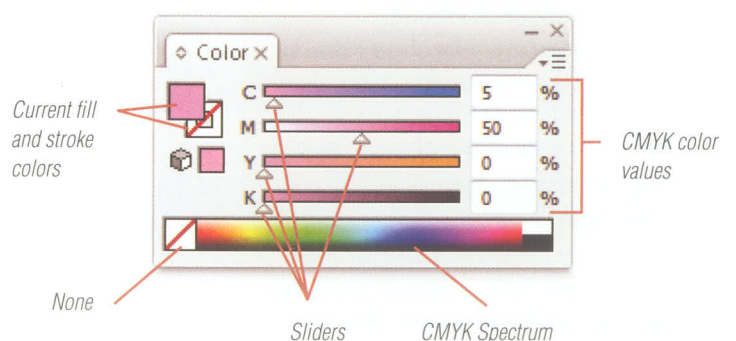 Color
C 5 %
M 50 %
Y 0 %
K 0 %
Current fill
and stroke
colors
CMYK color
values
None
Sliders
CMYK Spectrum